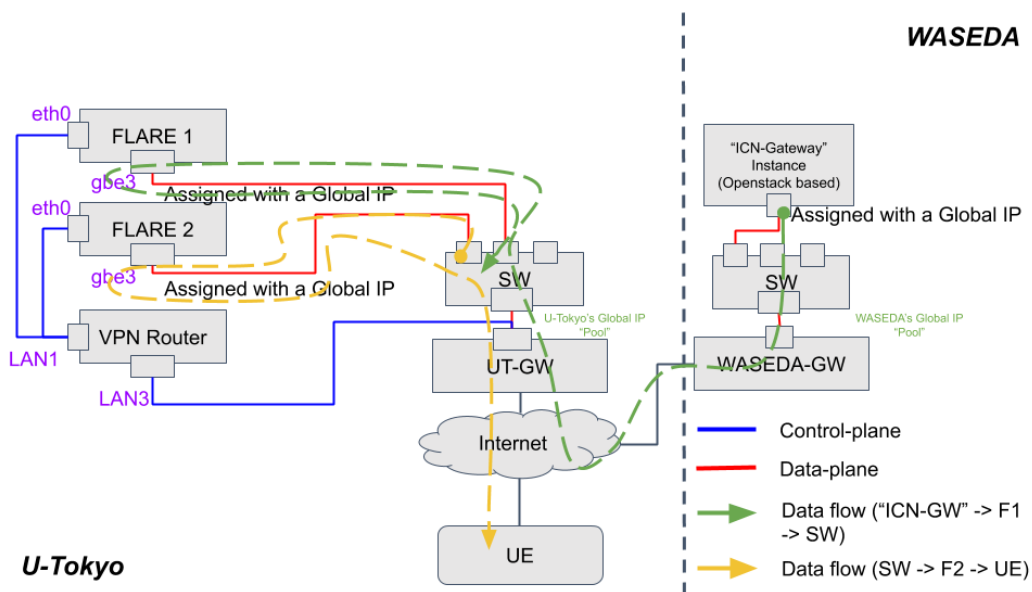 WASEDA
eth0
FLARE 1
gbe3
Assigned with a Global IP
eth0
FLARE 2
gbe3
Assigned with a Global IP
SW
VPN Router
LAN1
LAN3
U-Tokyo's Global IP
"Pool"
UT-GW
Internet
UE
U-Tokyo
"ICN-Gateway"
Instance
(Openstack based)
Assigned with a Global IP
SW
WASEDA's Global IP
"Pool"
WASEDA-GW
Control-plane
Data-plane
Data flow ("ICN-GW" -> F1
-> SW)
Data flow (SW -> F2 -> UE)